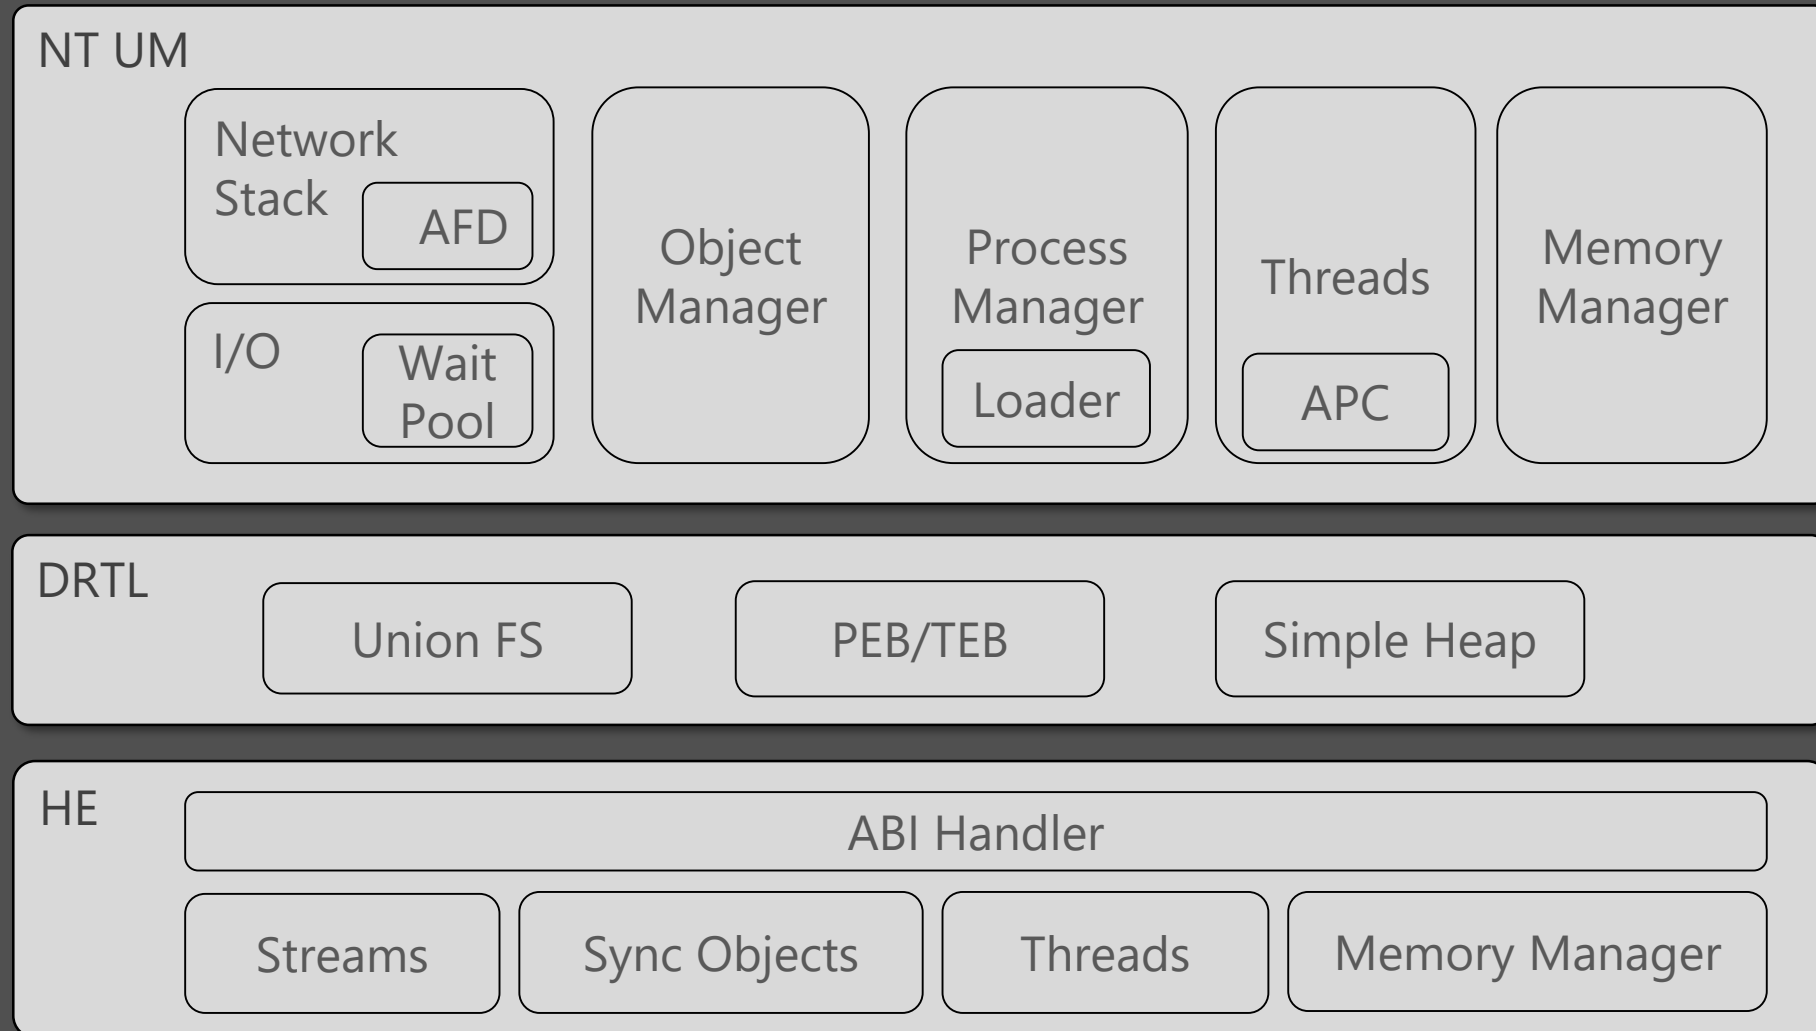 NT UM
Network
Stack
AFD
I/O
Wait
Pool
Object
Manager
Process
Manager
Loader
Threads
APC
Memory
Manager
DRTL
Union FS
PEB/TEB
Simple Heap
HE
ABI Handler
Streams
Sync Objects
Threads
Memory Manager